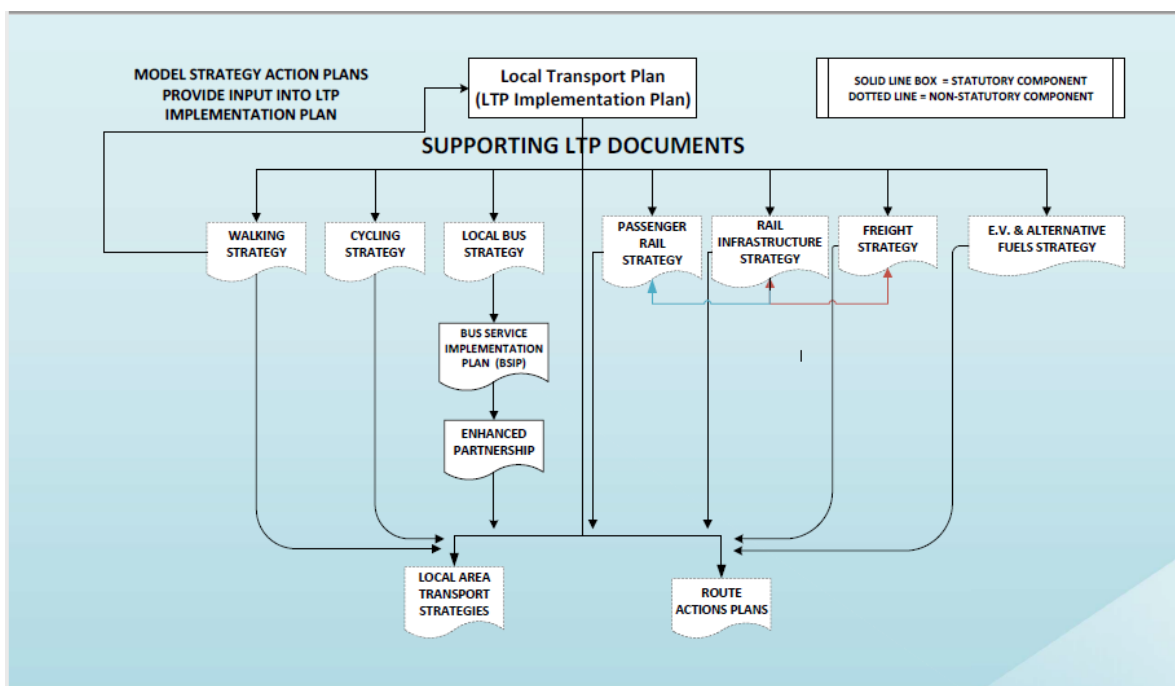 MODEL STRATEGY ACTION PLANS
PROVIDE INPUT INTO LTP
IMPLEMENTATION PLAN
Local Transport Plan
(LTP Implementation Plan)
SOLID LINE BOX = STATUTORY COMPONENT
DOTTED LINE = NON-STATUTORY COMPONENT
SUPPORTING LTP DOCUMENTS
WALKING
STRATEGY
CYCLING
STRATEGY
LOCAL BUS
STRATEGY
PASSENGER
RAIL
STRATEGY
RAIL
INFRASTRUCTURE
STRATEGY
FREIGHT
STRATEGY
E.V. & ALTERNATIVE
FUELS STRATEGY
BUS SERVICE
IMPLEMENTATION
PLAN (BSIP)
ENHANCED
PARTNERSHIP
LOCAL AREA
TRANSPORT
STRATEGIES
ROUTE
ACTIONS PLANS